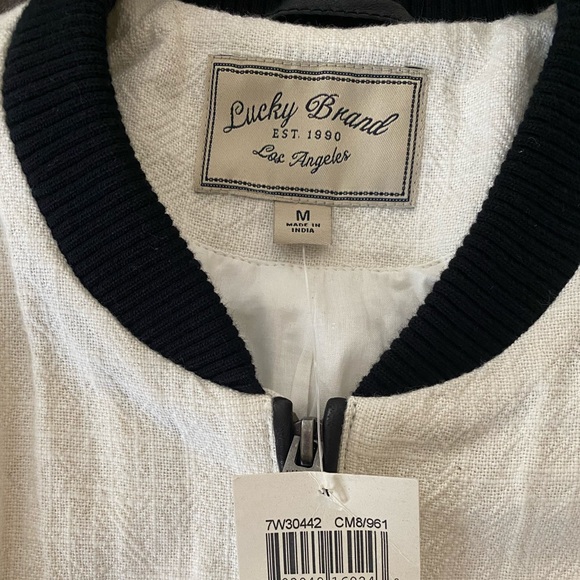 Lucky Brand
EST. 1990
Los Angeles
M
MADE IN
INDIA
7W30442 CM8/961